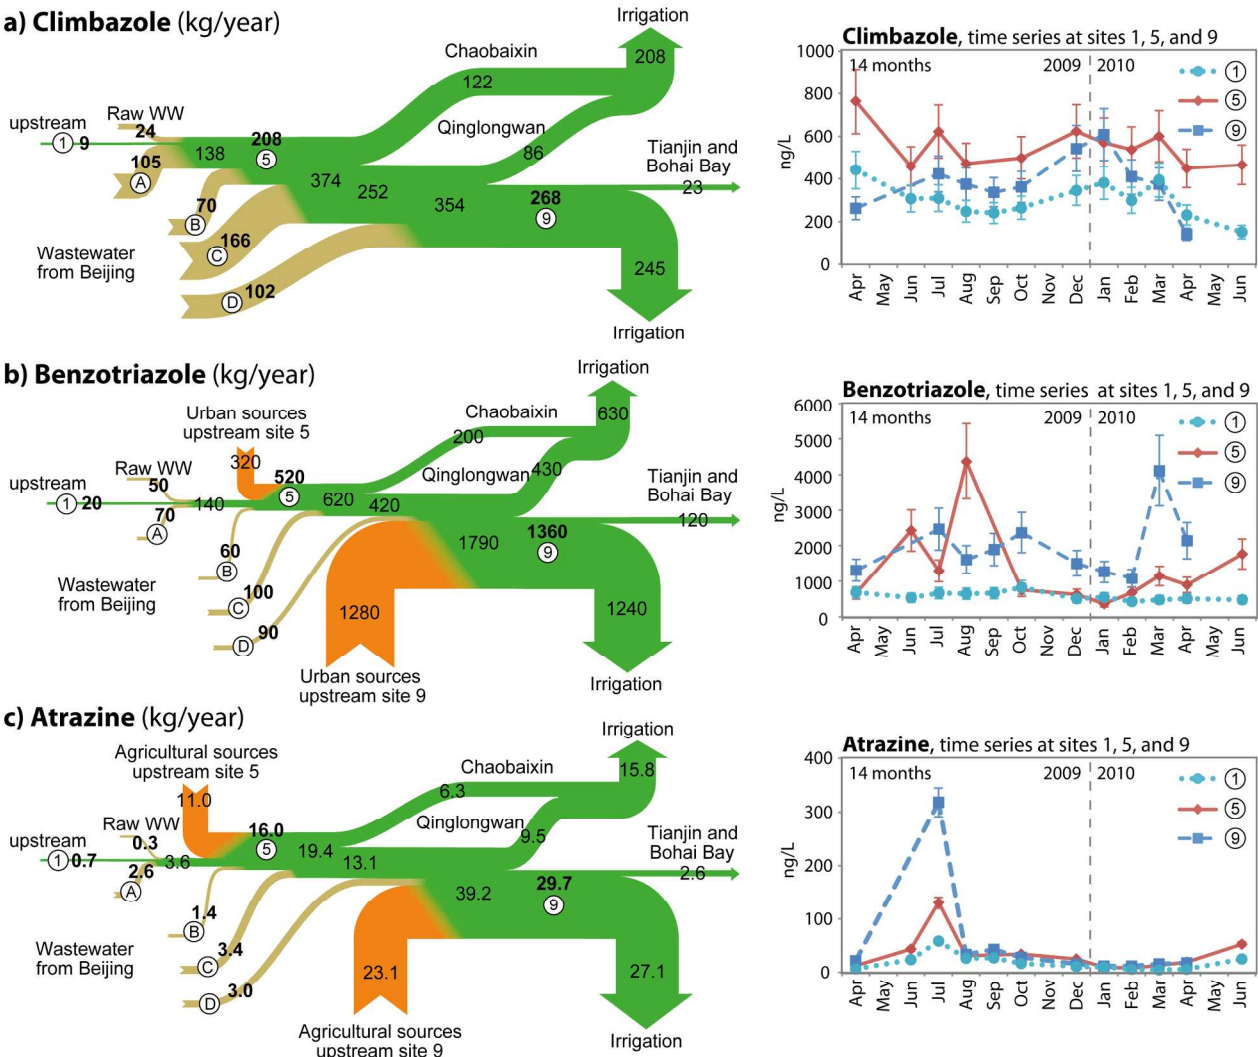 a) Climbazole (kg/year)
Irrigation
208
Chaobaixin
122
Raw WW
24
upstream
1 9
208
138
5
105
A
Qinglongwan
86
Tianjin and
Bohai Bay
23
374
252
354
268
9
70
B
166
C
Wastewater
from Beijing
D 102
245
Irrigation
Climbazole, time series at sites 1, 5, and 9
14 months
2009 2010
1
5
9
ng/L
1000
800
600
400
200
0
Apr May Jun Jul Aug Sep Oct Nov Dec Jan Feb Mar Apr May Jun
b) Benzotriazole (kg/year)
Irrigation
630
Urban sources
upstream site 5
320
Chaobaixin
200
Raw WW
50
upstream
1 20
520
5
140
70
A
Qinglongwan 430
Tianjin and
Bohai Bay
120
620
420
1790
1360
9
60
B
100
C
90
D
Wastewater
from Beijing
1280
1240
Urban sources
upstream site 9
Irrigation
Benzotriazole, time series at sites 1, 5, and 9
14 months
2009 2010
1
5
9
ng/L
6000
5000
4000
3000
2000
1000
0
Apr May Jun Jul Aug Sep Oct Nov Dec Jan Feb Mar Apr May Jun
c) Atrazine (kg/year)
Irrigation
15.8
Agricultural sources
upstream site 5
11.0
Chaobaixin
6.3
Raw WW
0.3
upstream
1 0.7
16.0
5
3.6
2.6
A
Qinglongwan 9.5
Tianjin and
Bohai Bay
2.6
19.4
13.1
39.2
29.7
9
1.4
B
3.4
C
3.0
D
Wastewater
from Beijing
23.1
27.1
Agricultural sources
upstream site 9
Irrigation
Atrazine, time series at sites 1, 5, and 9
14 months
2009 2010
1
5
9
ng/L
400
300
200
100
0
Apr May Jun Jul Aug Sep Oct Nov Dec Jan Feb Mar Apr May Jun